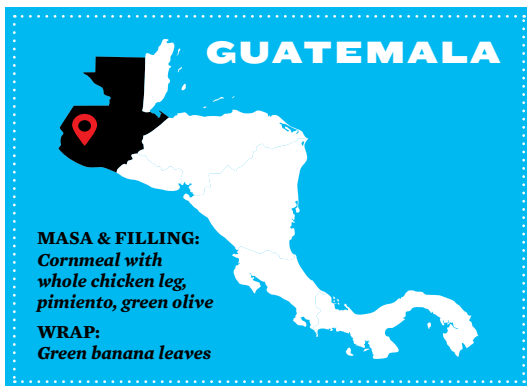 GUATEMALA
MASA & FILLING:
Cornmeal with
whole chicken leg,
pimiento, green olive
WRAP:
Green banana leaves